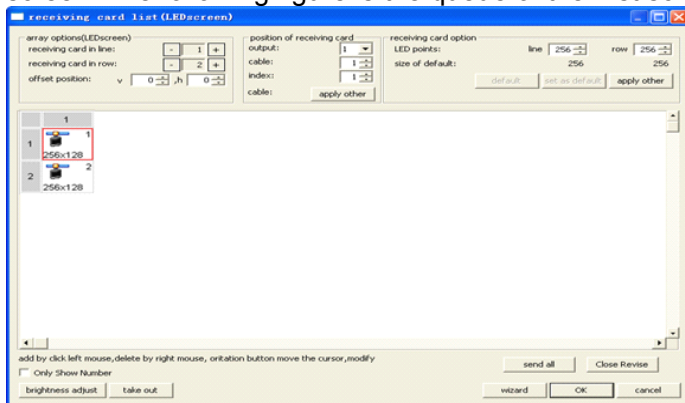 receiving card list(LEDscreen)
array options(LEDscreen)
receiving card in line: - 1 +
receiving card in row: - 2 +
offset position: v 0 ,h 0
position of receiving card
output: 1
cable: 1
index: 1
cable: apply other
receiving card option
LED points: line 256 row 256
size of default: 256 256
default set as default apply other
1
1 1
256x128
2 2
256x128
add by click left mouse,delete by right mouse, oritation button move the cursor,modify
Only Show Number
send all Close Revise
brightness adjust take out wizard OK cancel